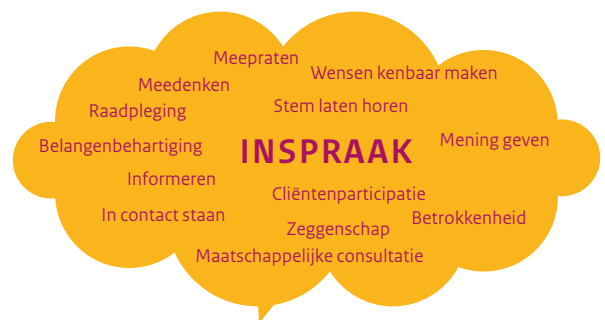 Meepraten
Wensen kenbaar maken
Meedenken
Raadpleging
Stem laten horen
Belangenbehartiging
INSPRAAK
Mening geven
Informeren
Cliëntenparticipatie
In contact staan
Zeggenschap
Betrokkenheid
Maatschappelijke consultatie